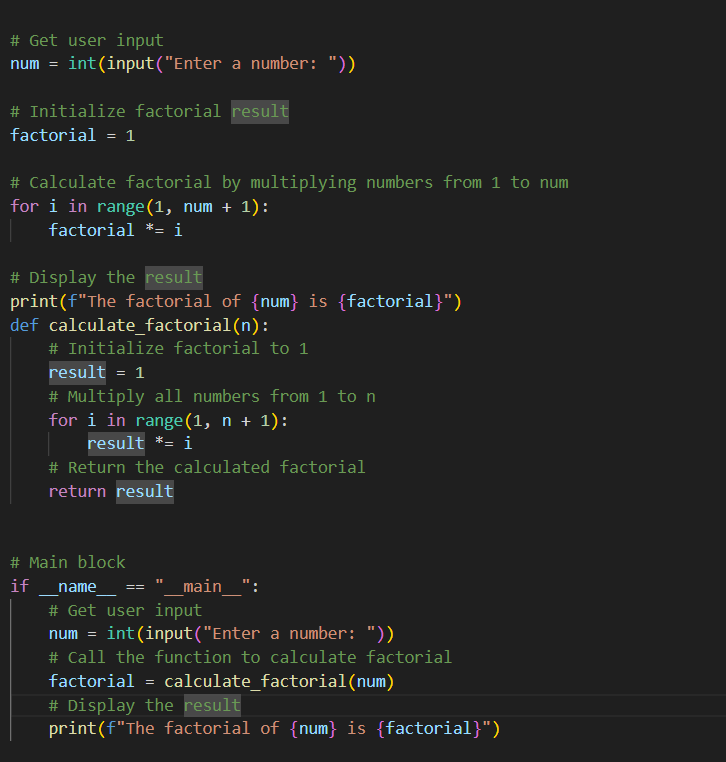 # Get user input
num = int(input("Enter a number: "))
# Initialize factorial result
factorial = 1
# Calculate factorial by multiplying numbers from 1 to num
for i in range(1, num + 1):
    factorial *= i
# Display the result
print(f"The factorial of {num} is {factorial}")
def calculate_factorial(n):
    # Initialize factorial to 1
    result = 1
    # Multiply all numbers from 1 to n
    for i in range(1, n + 1):
        result *= i
    # Return the calculated factorial
    return result
# Main block
if __name__ == "__main__":
    # Get user input
    num = int(input("Enter a number: "))
    # Call the function to calculate factorial
    factorial = calculate_factorial(num)
    # Display the result
    print(f"The factorial of {num} is {factorial}")